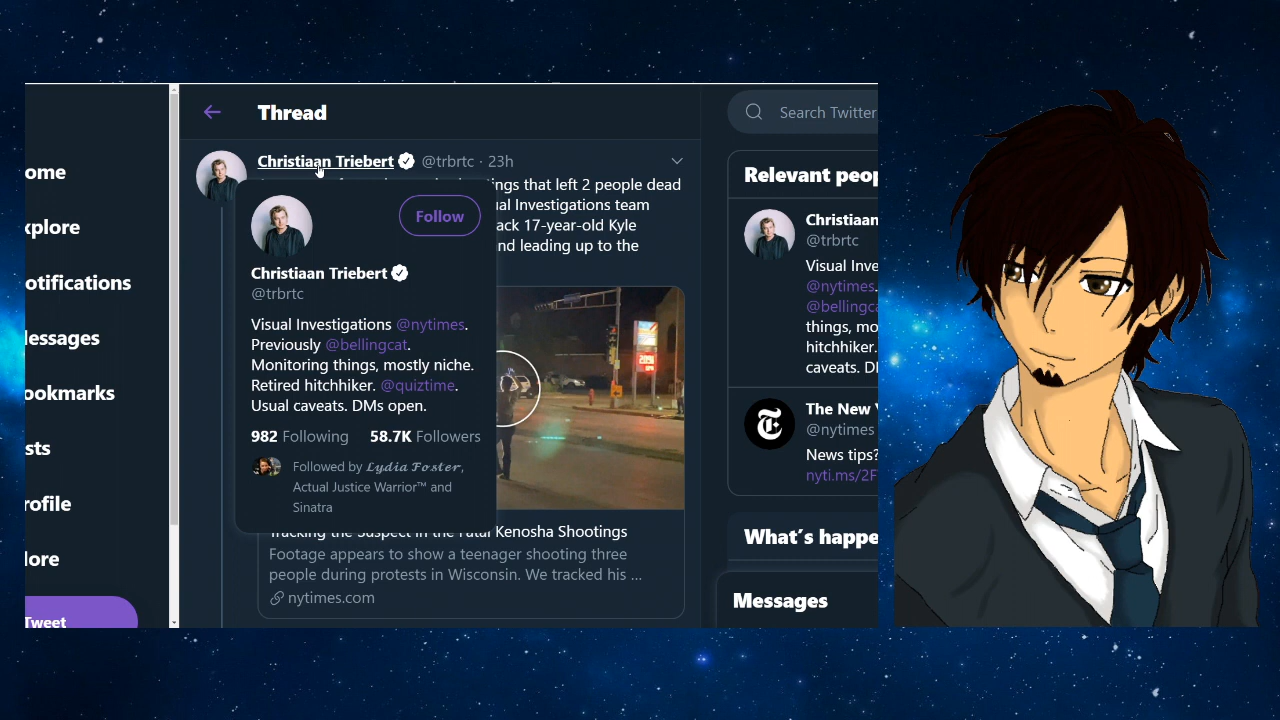 ome
xplore
otifications
lessages
ookmarks
sts
rofile
lore
Tweet
Thread
Christiaan Triebert @trbrtc · 23h
ings that left 2 people dead
ual Investigations team
ack 17-year-old Kyle
nd leading up to the
Follow
Christiaan Triebert
@trbrtc
Visual Investigations @nytimes.
Previously @bellingcat.
Monitoring things, mostly niche.
Retired hitchhiker. @quiztime.
Usual caveats. DMs open.
982 Following 58.7K Followers
Followed by 𝓛𝔂𝓭𝓲𝓪 𝓕𝓸𝓼𝓽𝓮𝓻,
Actual Justice Warrior™ and
Sinatra
Tracking the Suspect in the Fatal Kenosha Shootings
Footage appears to show a teenager shooting three
people during protests in Wisconsin. We tracked his ...
nytimes.com
Search Twitter
Relevant peop
Christiaan
@trbrtc
Visual Inve
@nytimes.
@bellingca
things, mo
hitchhiker.
caveats. D
The New Y
@nytimes
News tips?
nyti.ms/2F
What's happe
Messages